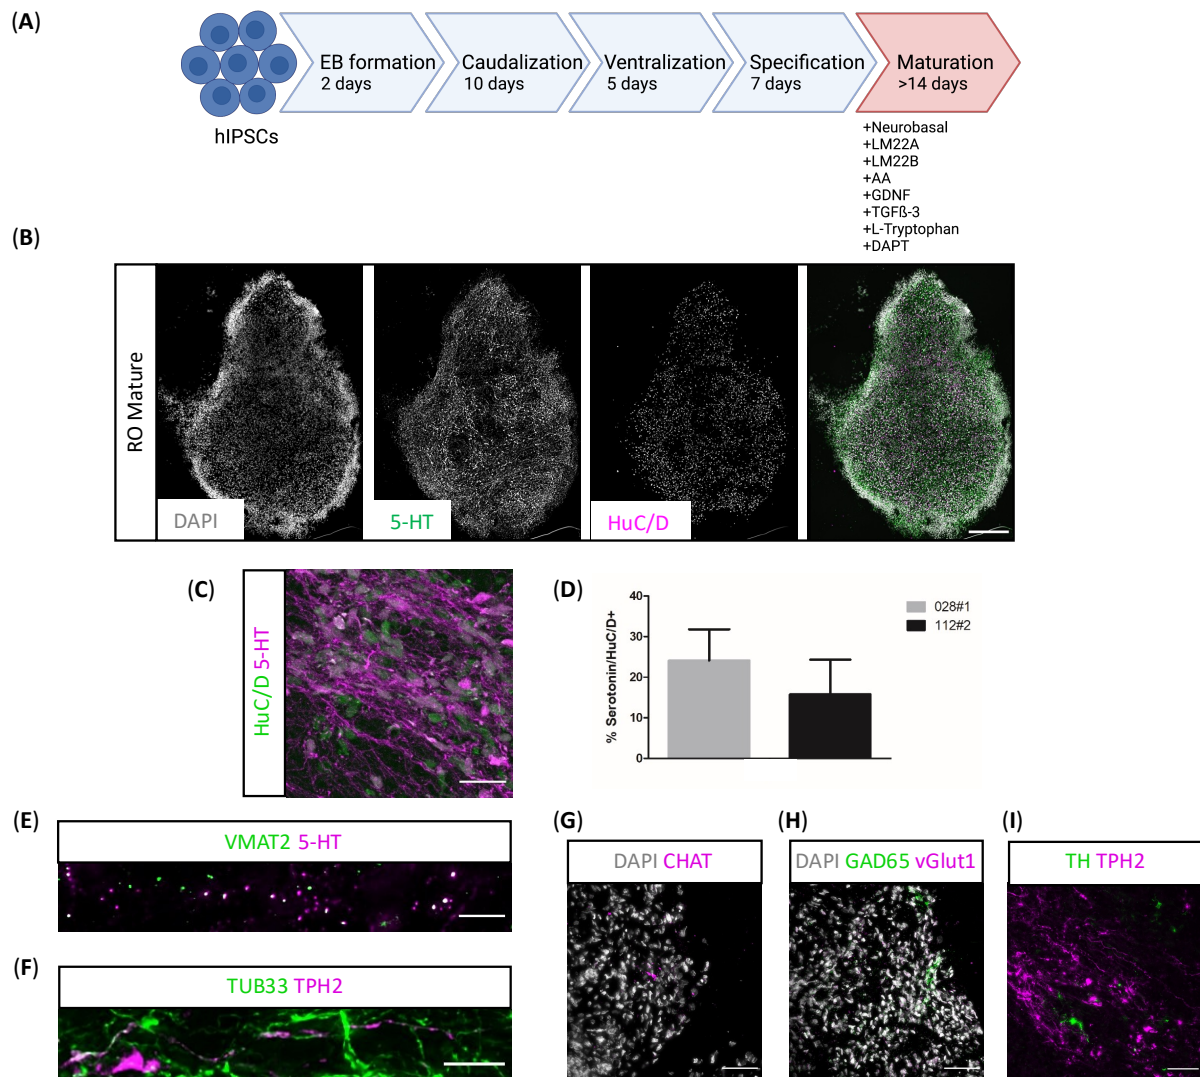 (A)
EB formation
2 days
Caudalization
10 days
Ventralization
5 days
Specification
7 days
Maturation
>14 days
hIPSCs
+Neurobasal
+LM22A
+LM22B
+AA
+GDNF
+TGFß-3
+L-Tryptophan
+DAPT
(B)
RO Mature
DAPI
5-HT
HuC/D
(C)
HuC/D 5-HT
(D)
% Serotonin/HuC/D+
40
30
20
10
0
028#1
112#2
(E)
VMAT2 5-HT
(F)
TUB33 TPH2
(G)
DAPI CHAT
(H)
DAPI GAD65 vGlut1
(I)
TH TPH2